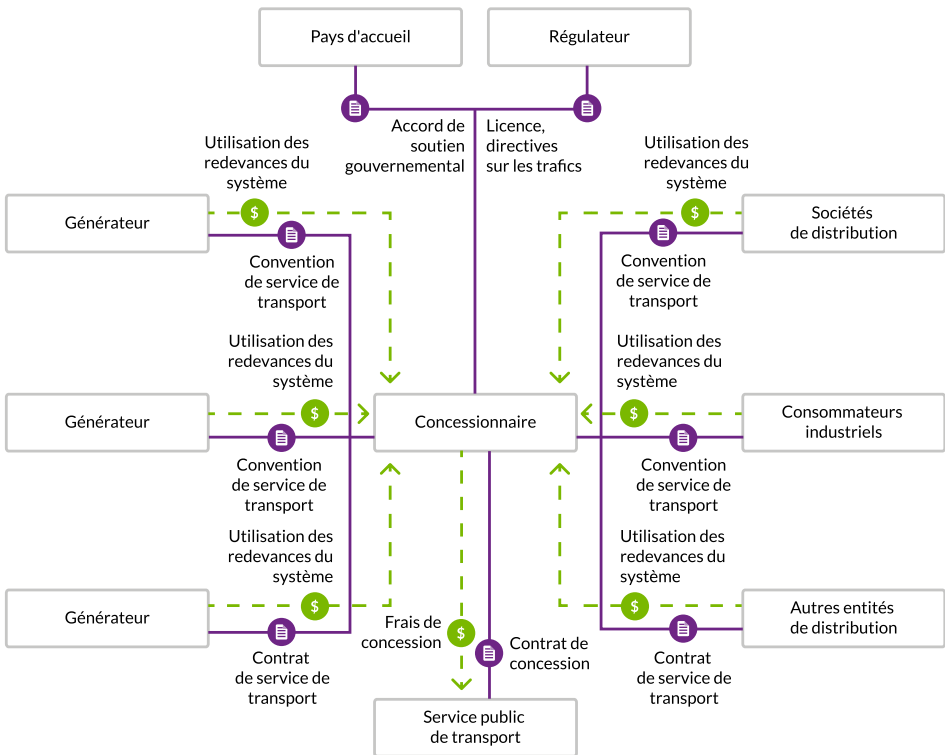 Pays d'accueil
Régulateur
Accord de
soutien
gouvernemental
Licence,
directives
sur les trafics
Utilisation des
redevances du
système
Utilisation des
redevances du
système
Générateur
$
$
Sociétés
de distribution
Convention
de service de
transport
Convention
de service de
transport
Utilisation des
redevances du
système
Utilisation des
redevances du
système
Générateur
$
Concessionnaire
$
Consommateurs
industriels
Convention
de service de
transport
Convention
de service de
transport
Utilisation des
redevances du
système
Utilisation des
redevances du
système
Générateur
$
$
Autres entités
de distribution
Contrat
de service de
transport
Frais de
concession
$
Contrat de
concession
Contrat
de service de
transport
Service public
de transport